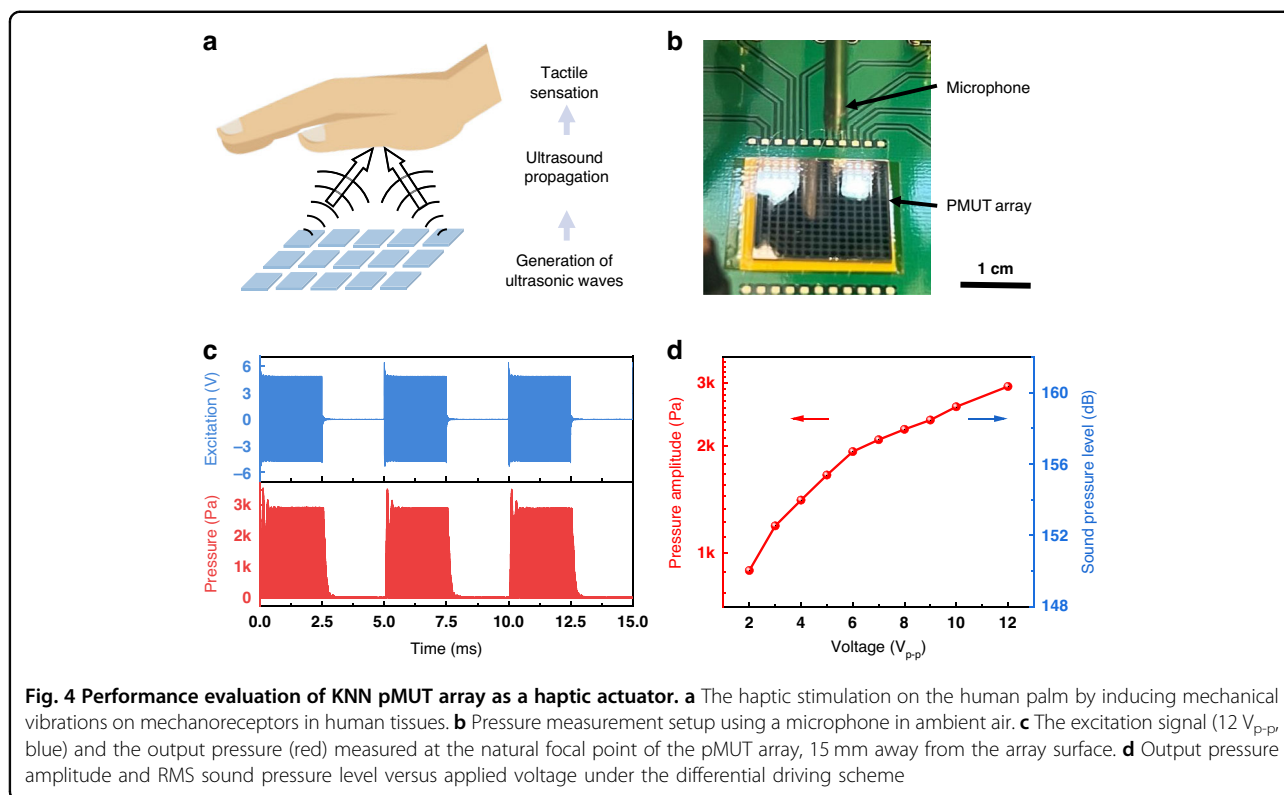 a
Tactile
sensation
Ultrasound
propagation
Generation of
ultrasonic waves
b
Microphone
PMUT array
1 cm
c
Excitation (V)
6
3
0
−3
−6
Pressure (Pa)
3k
2k
1k
0
0.0 2.5 5.0 7.5 10.0 12.5 15.0
Time (ms)
d
Pressure amplitude (Pa)
3k
2k
1k
160
156
152
148
Sound pressure level (dB)
2 4 6 8 10 12
Voltage (Vp-p)
Fig. 4 Performance evaluation of KNN pMUT array as a haptic actuator. a The haptic stimulation on the human palm by inducing mechanical
vibrations on mechanoreceptors in human tissues. b Pressure measurement setup using a microphone in ambient air. c The excitation signal (12 Vp-p,
blue) and the output pressure (red) measured at the natural focal point of the pMUT array, 15 mm away from the array surface. d Output pressure
amplitude and RMS sound pressure level versus applied voltage under the differential driving scheme